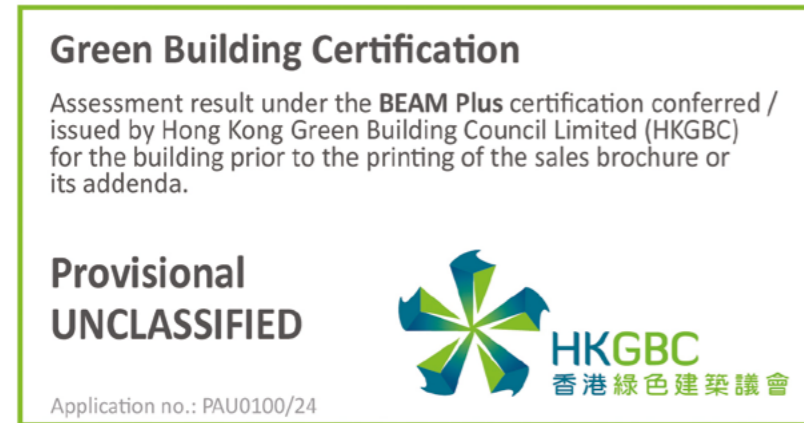 Green Building Certification
Assessment result under the BEAM Plus certification conferred /
issued by Hong Kong Green Building Council Limited (HKGBC)
for the building prior to the printing of the sales brochure or
its addenda.
Provisional
UNCLASSIFIED
HKGBC
香港綠色建築議會
Application no.: PAU0100/24